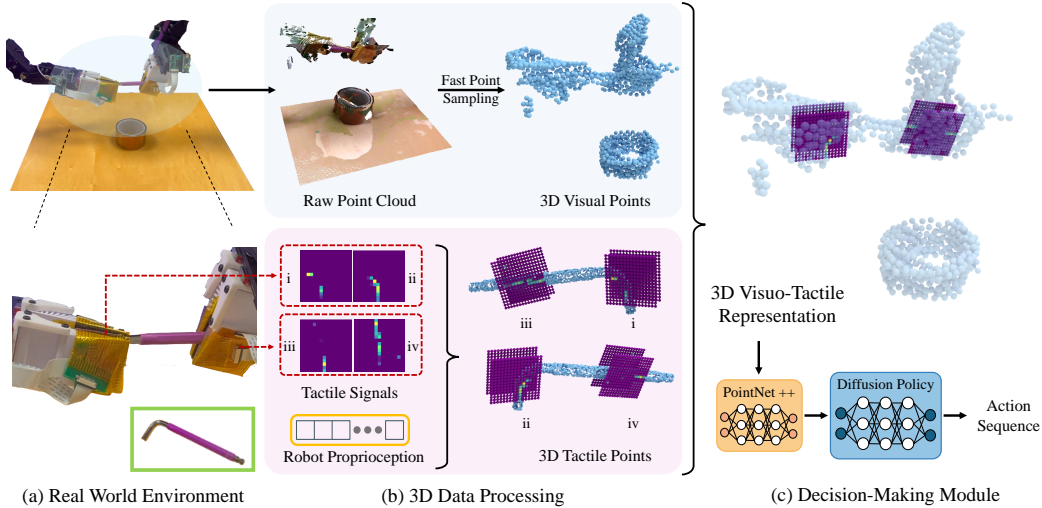 Fast Point
Sampling
Raw Point Cloud
3D Visual Points
i
ii
iii
iv
Tactile Signals
Robot Proprioception
iii
i
ii
iv
3D Tactile Points
3D Visuo-Tactile
Representation
PointNet ++
Diffusion Policy
Action
Sequence
(a) Real World Environment
(b) 3D Data Processing
(c) Decision-Making Module